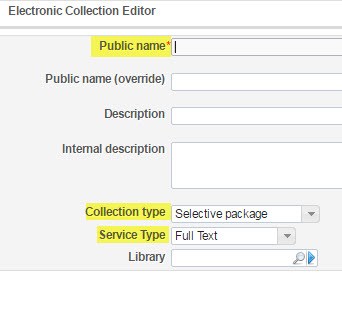 Electronic Collection Editor
Public name*
Public name (override)
Description
Internal description
Collection type Selective package
Service Type Full Text
Library